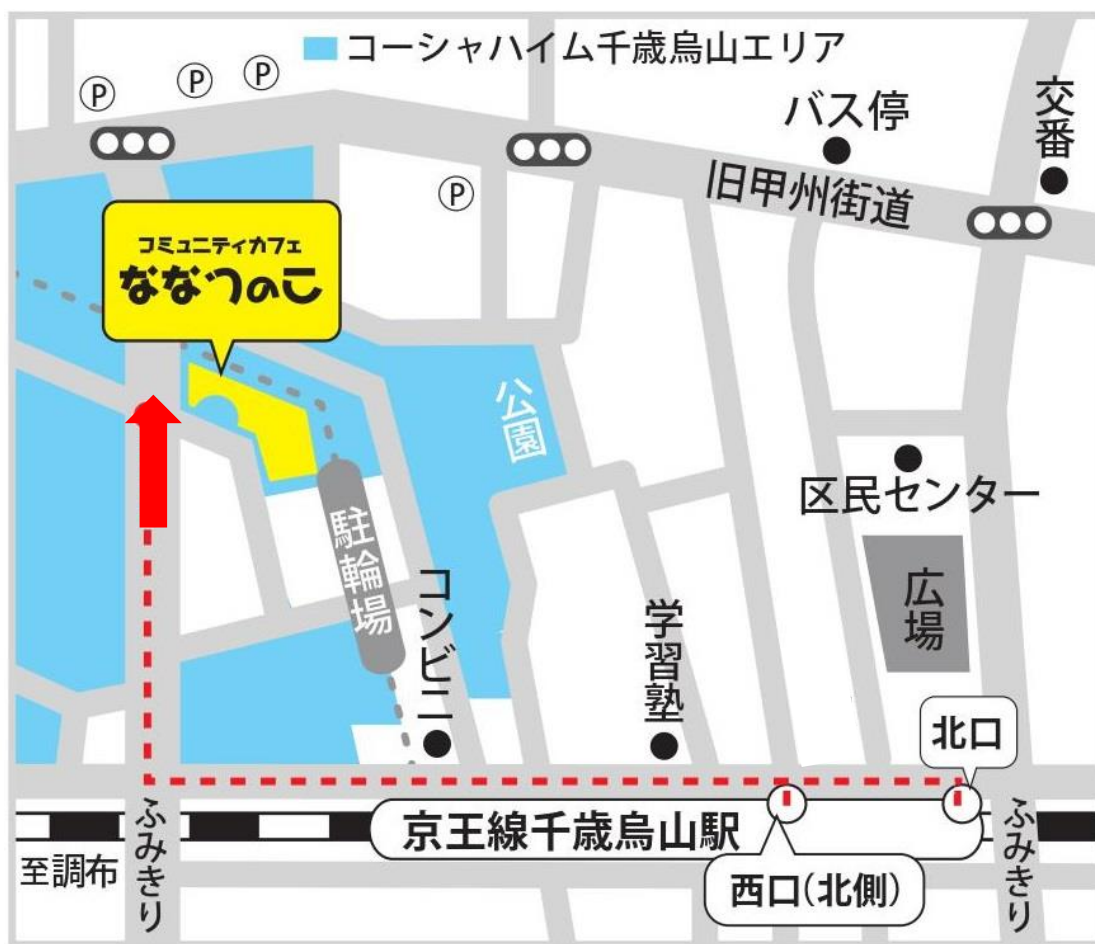 コーシャハイム千歳烏山エリア
P
P
P
バス停
交番
P
旧甲州街道
コミュニティカフェ
ななつのこ
公園
区民センター
駐輪場
コンビニ
学習塾
広場
北口
京王線千歳烏山駅
ふみきり
ふみきり
至調布
西口(北側)